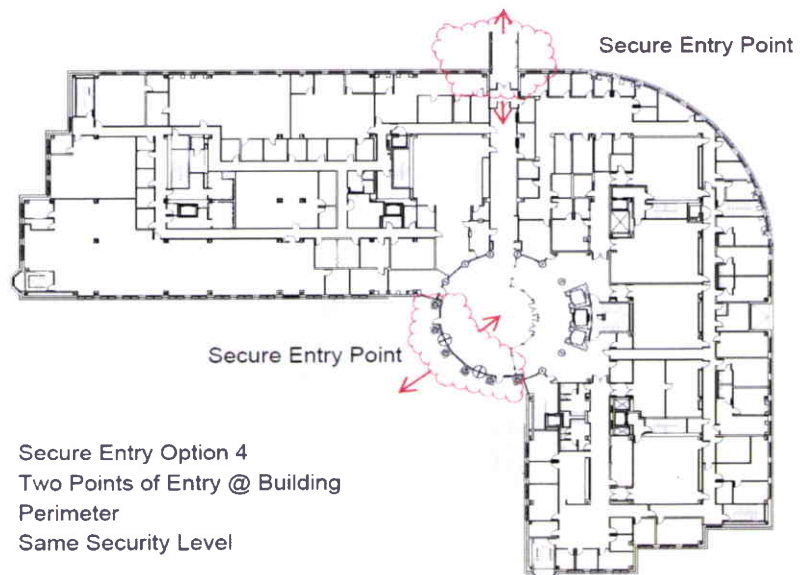 Secure Entry Point
Secure Entry Point
Secure Entry Option 4
Two Points of Entry @ Building
Perimeter
Same Security Level